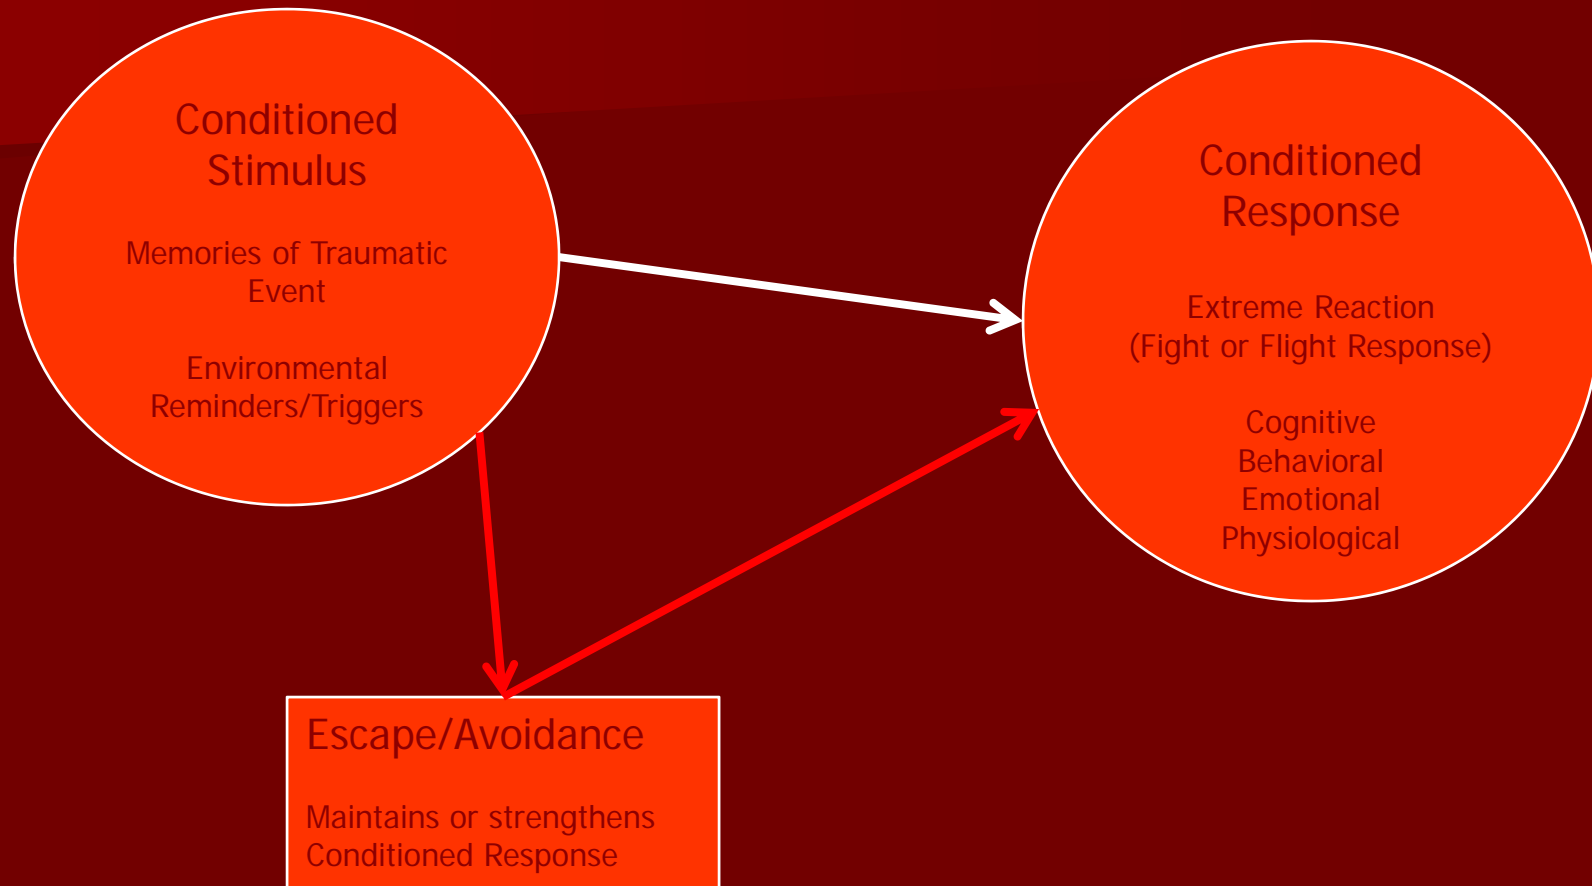 Conditioned
Stimulus
Memories of Traumatic
Event
Environmental
Reminders/Triggers
Conditioned
Response
Extreme Reaction
(Fight or Flight Response)
Cognitive
Behavioral
Emotional
Physiological
Escape/Avoidance
Maintains or strengthens
Conditioned Response